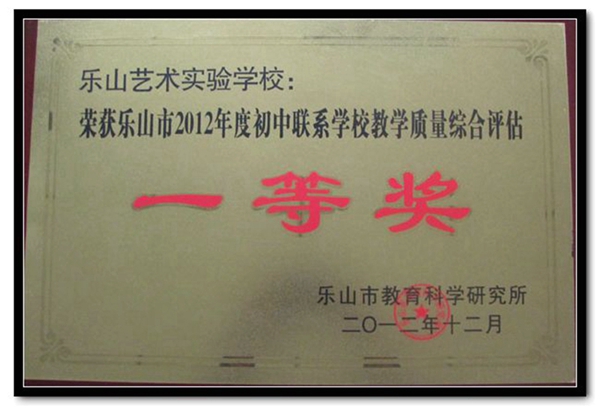 乐山艺术实验学校：
荣获乐山市2012年度初中联系学校教学质量综合评估
一等奖
乐山市教育科学研究所
二〇一二年十二月